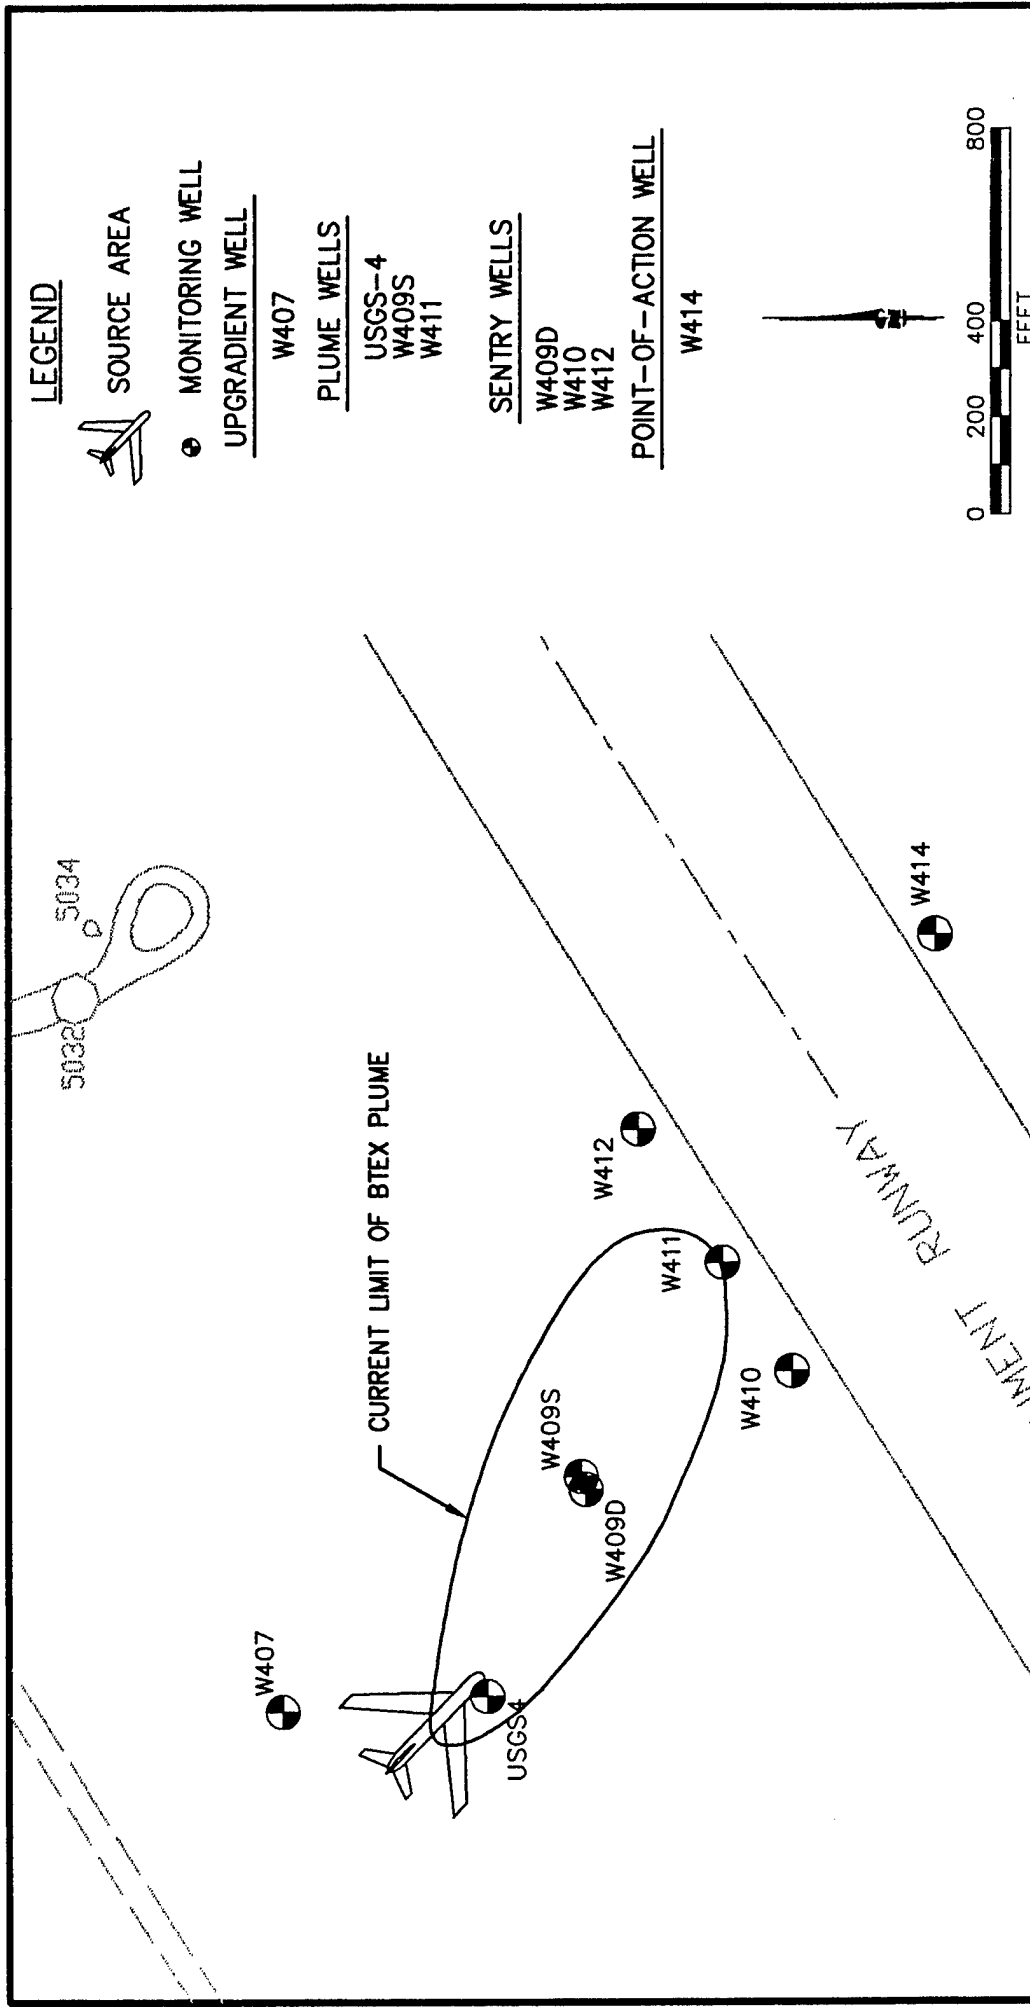 LEGEND
SOURCE AREA
MONITORING WELL
UPGRADIENT WELL
W407
PLUME WELLS
USGS-4
W409S
W411
SENTRY WELLS
W409D
W410
W412
POINT-OF-ACTION WELL
W414
0 200 400 800
FEET
5032
5034
CURRENT LIMIT OF BTEX PLUME
W407
USGS4
W409S
W409D
W410
W411
W412
W414
RUNWAY